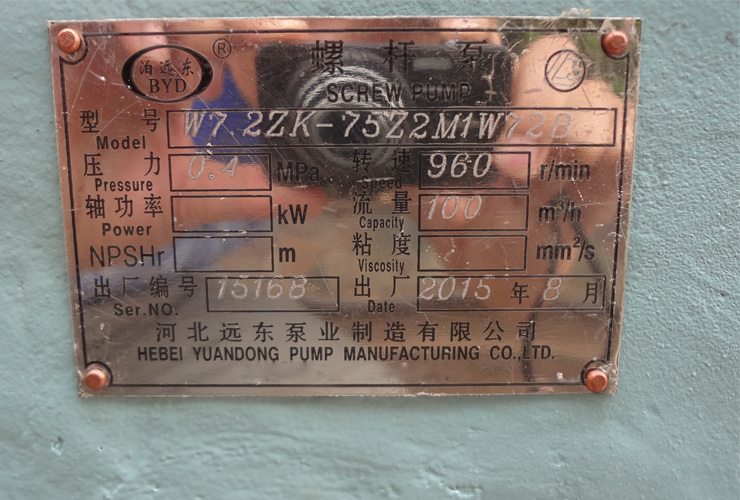 泊远东 BYD ® 螺杆泵
SCREW PUMP
型号 Model W7.2ZK-75Z2M1W72B
压力 Pressure 0.4 MPa 转速 Speed 960 r/min
轴功率 Power kW 流量 Capacity 100 m³/h
NPSHr m 粘度 Viscosity mm²/s
出厂编号 Ser.NO. 15168 出厂 Date 2015 年 8 月
河北远东泵业制造有限公司
HEBEI YUANDONG PUMP MANUFACTURING CO.,LTD.